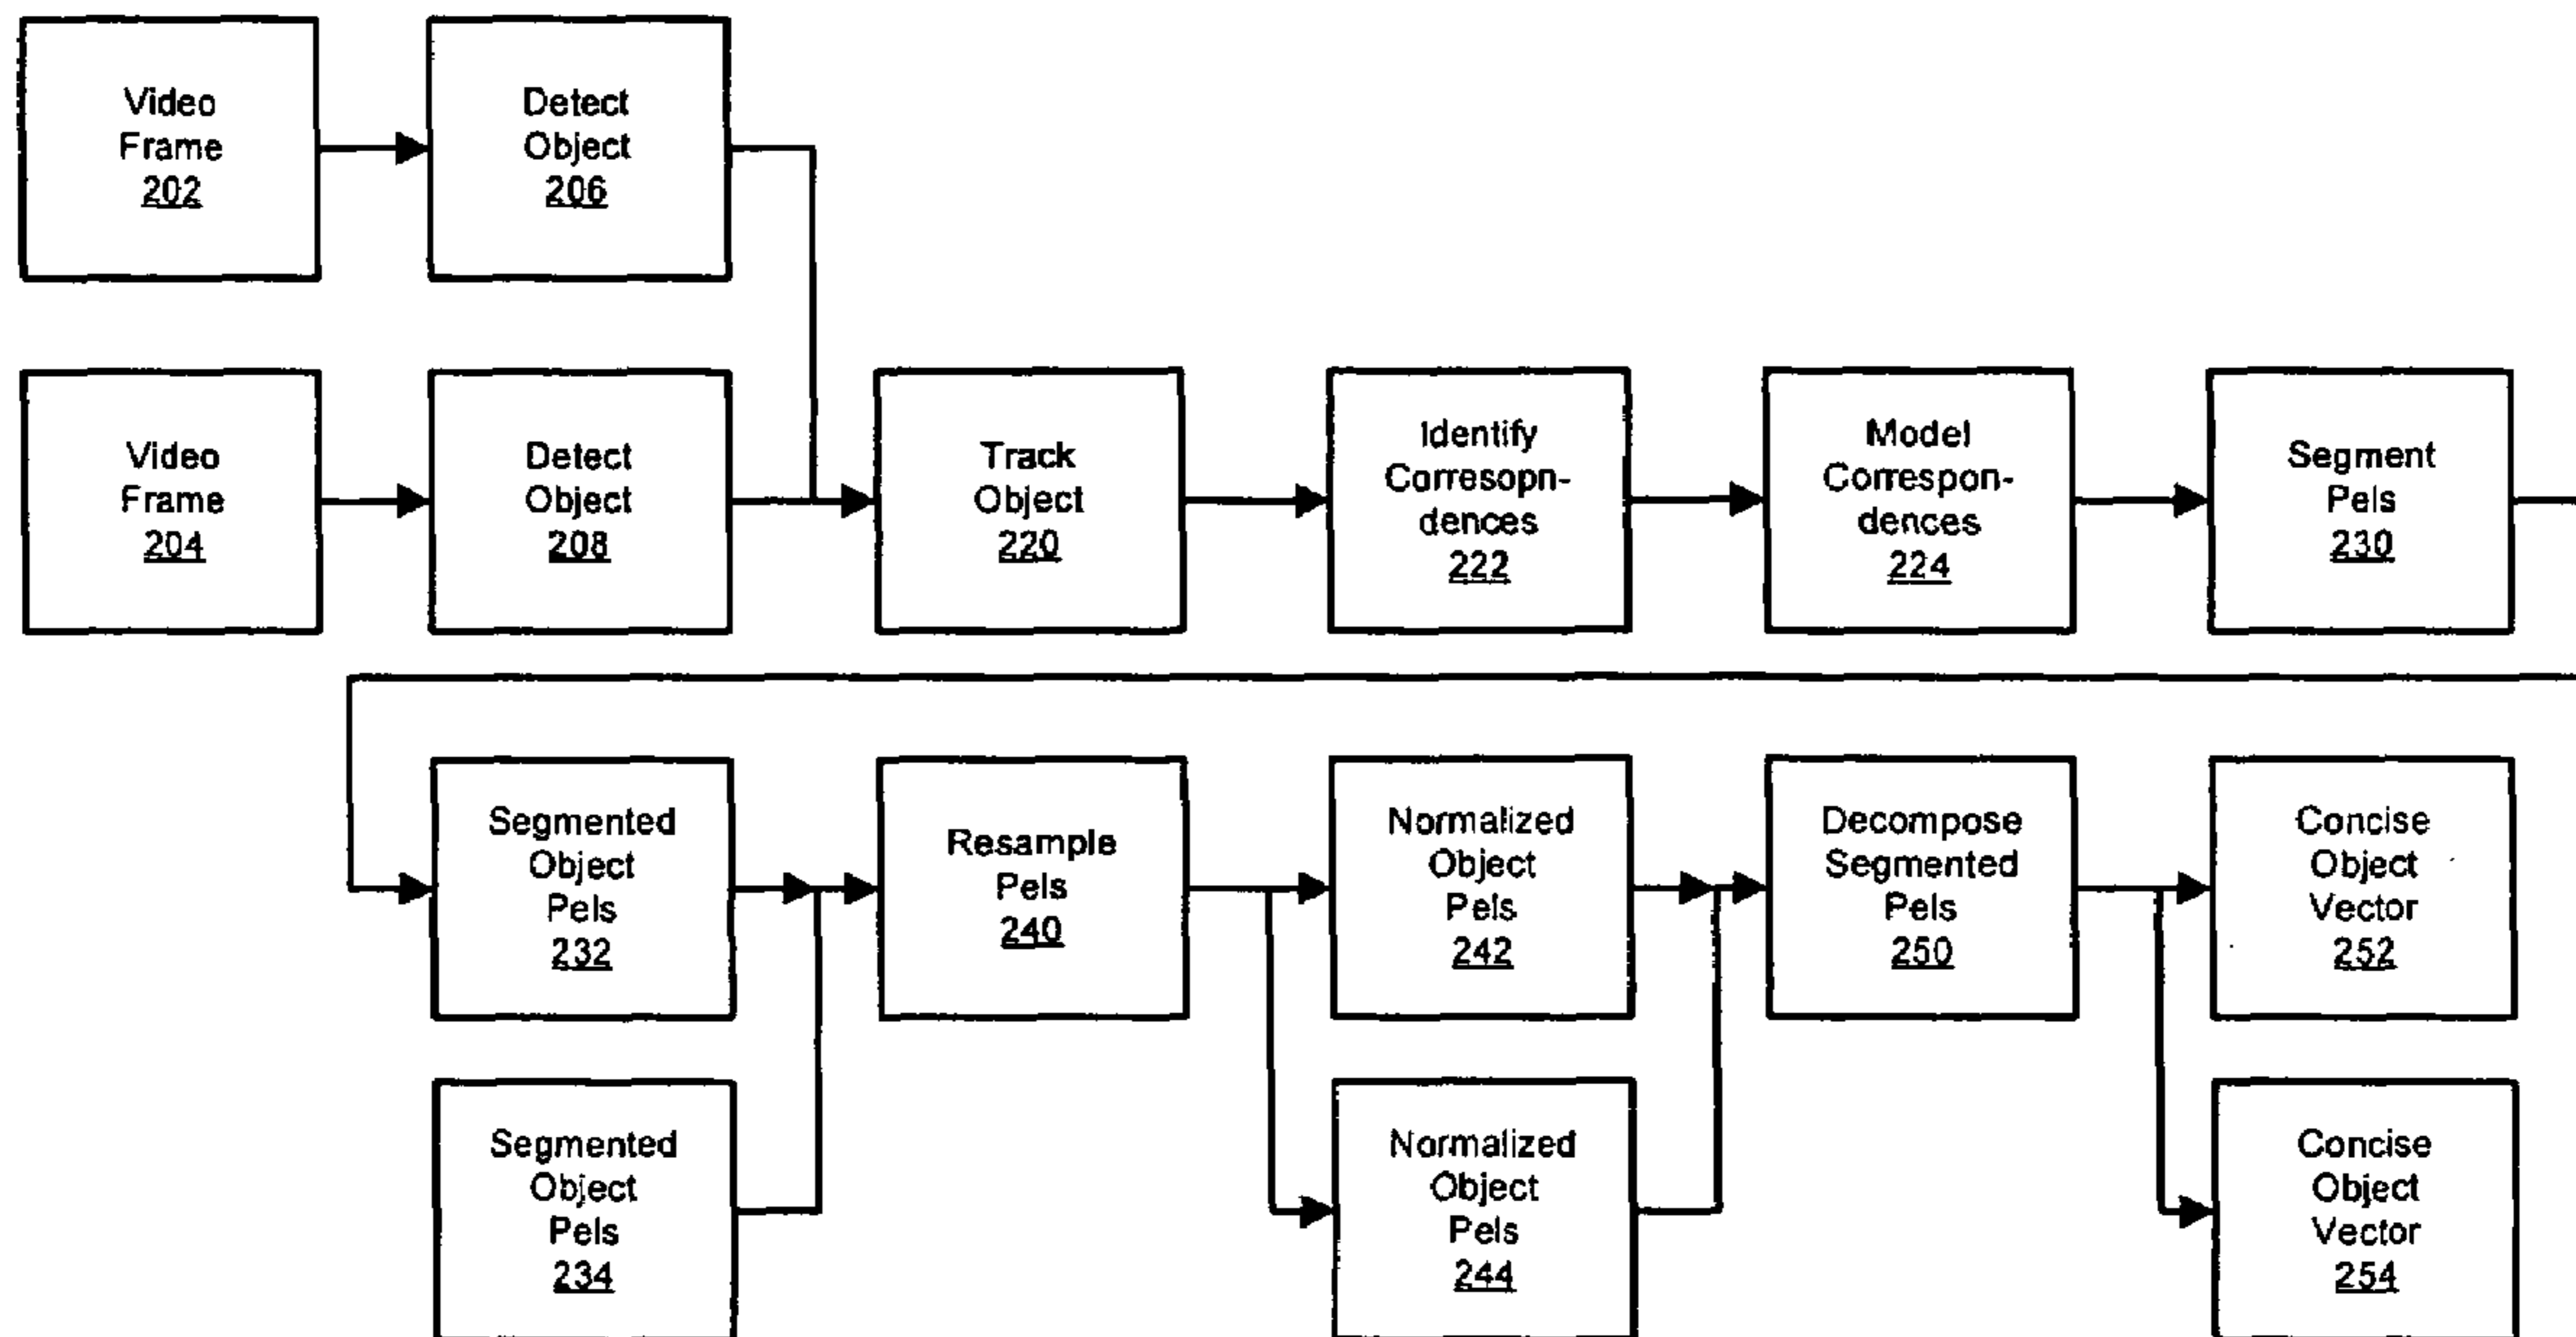 Video
Frame
202
Detect
Object
206
Video
Frame
204
Detect
Object
208
Track
Object
220
Identify
Corresopn-
dences
222
Model
Correspon-
dences
224
Segment
Pels
230
Segmented
Object
Pels
232
Resample
Pels
240
Normalized
Object
Pels
242
Decompose
Segmented
Pels
250
Concise
Object
Vector
252
Segmented
Object
Pels
234
Normalized
Object
Pels
244
Concise
Object
Vector
254